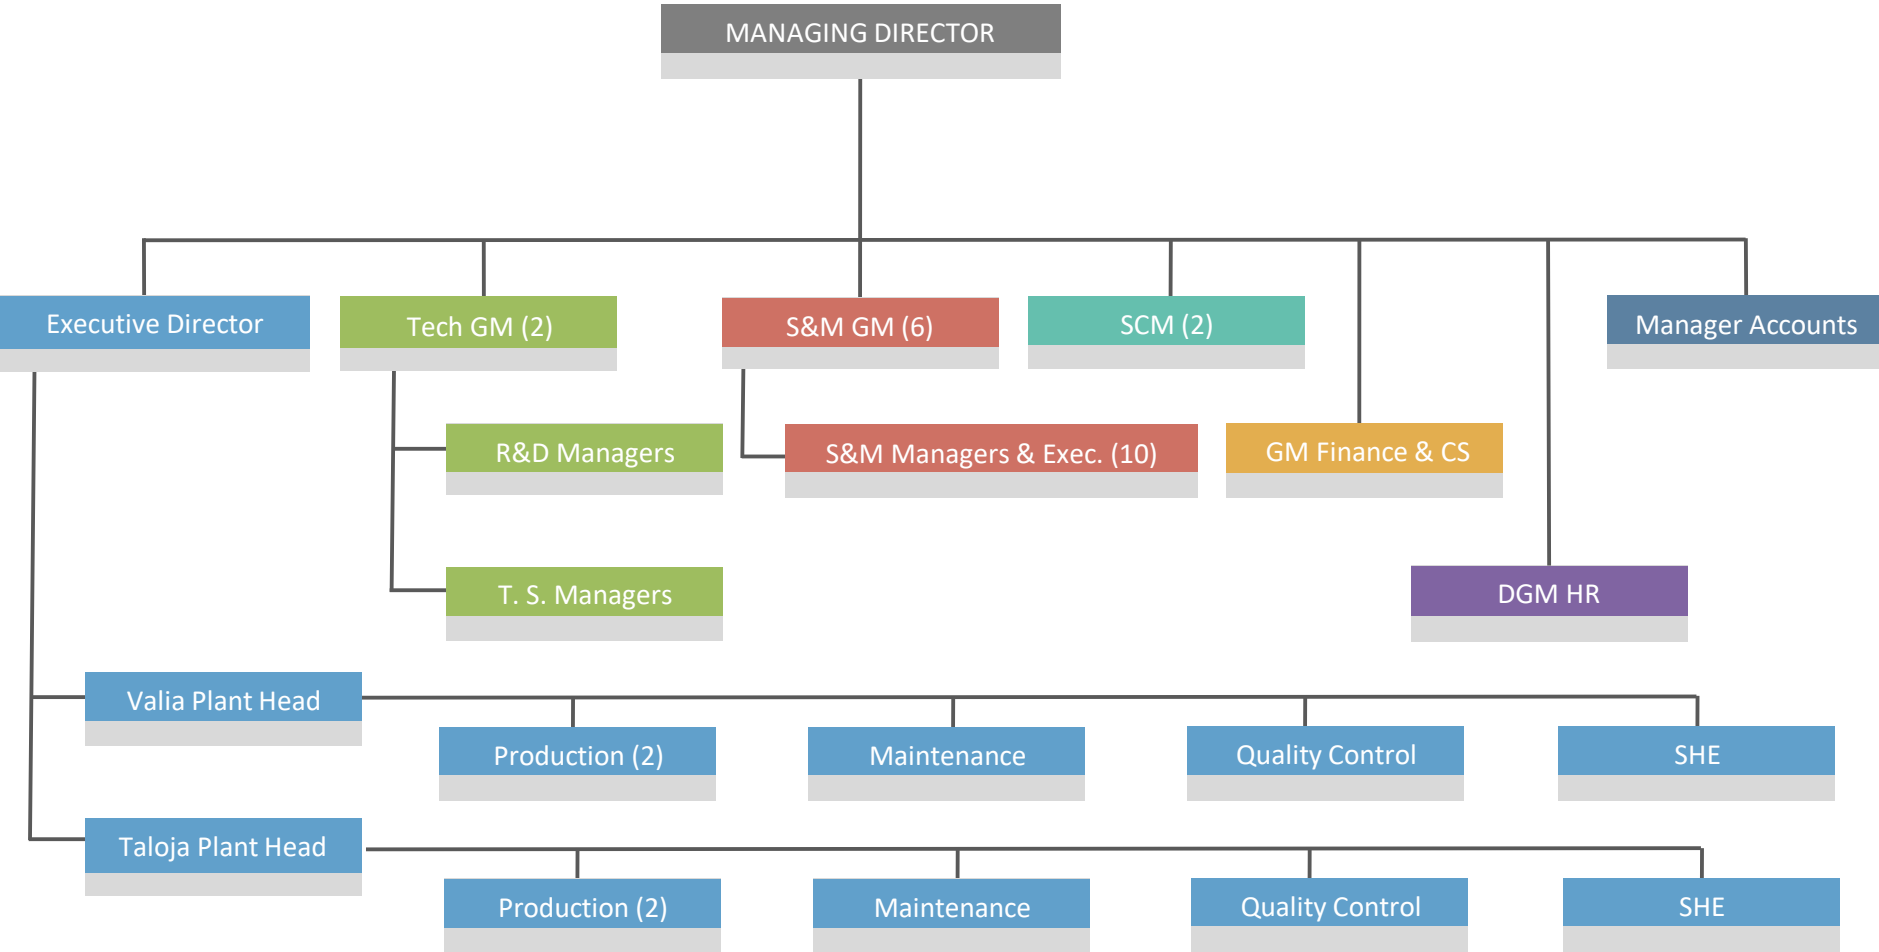 MANAGING DIRECTOR
Executive Director
Tech GM (2)
S&M GM (6)
SCM (2)
Manager Accounts
R&D Managers
S&M Managers & Exec. (10)
GM Finance & CS
T. S. Managers
DGM HR
Valia Plant Head
Production (2)
Maintenance
Quality Control
SHE
Taloja Plant Head
Production (2)
Maintenance
Quality Control
SHE